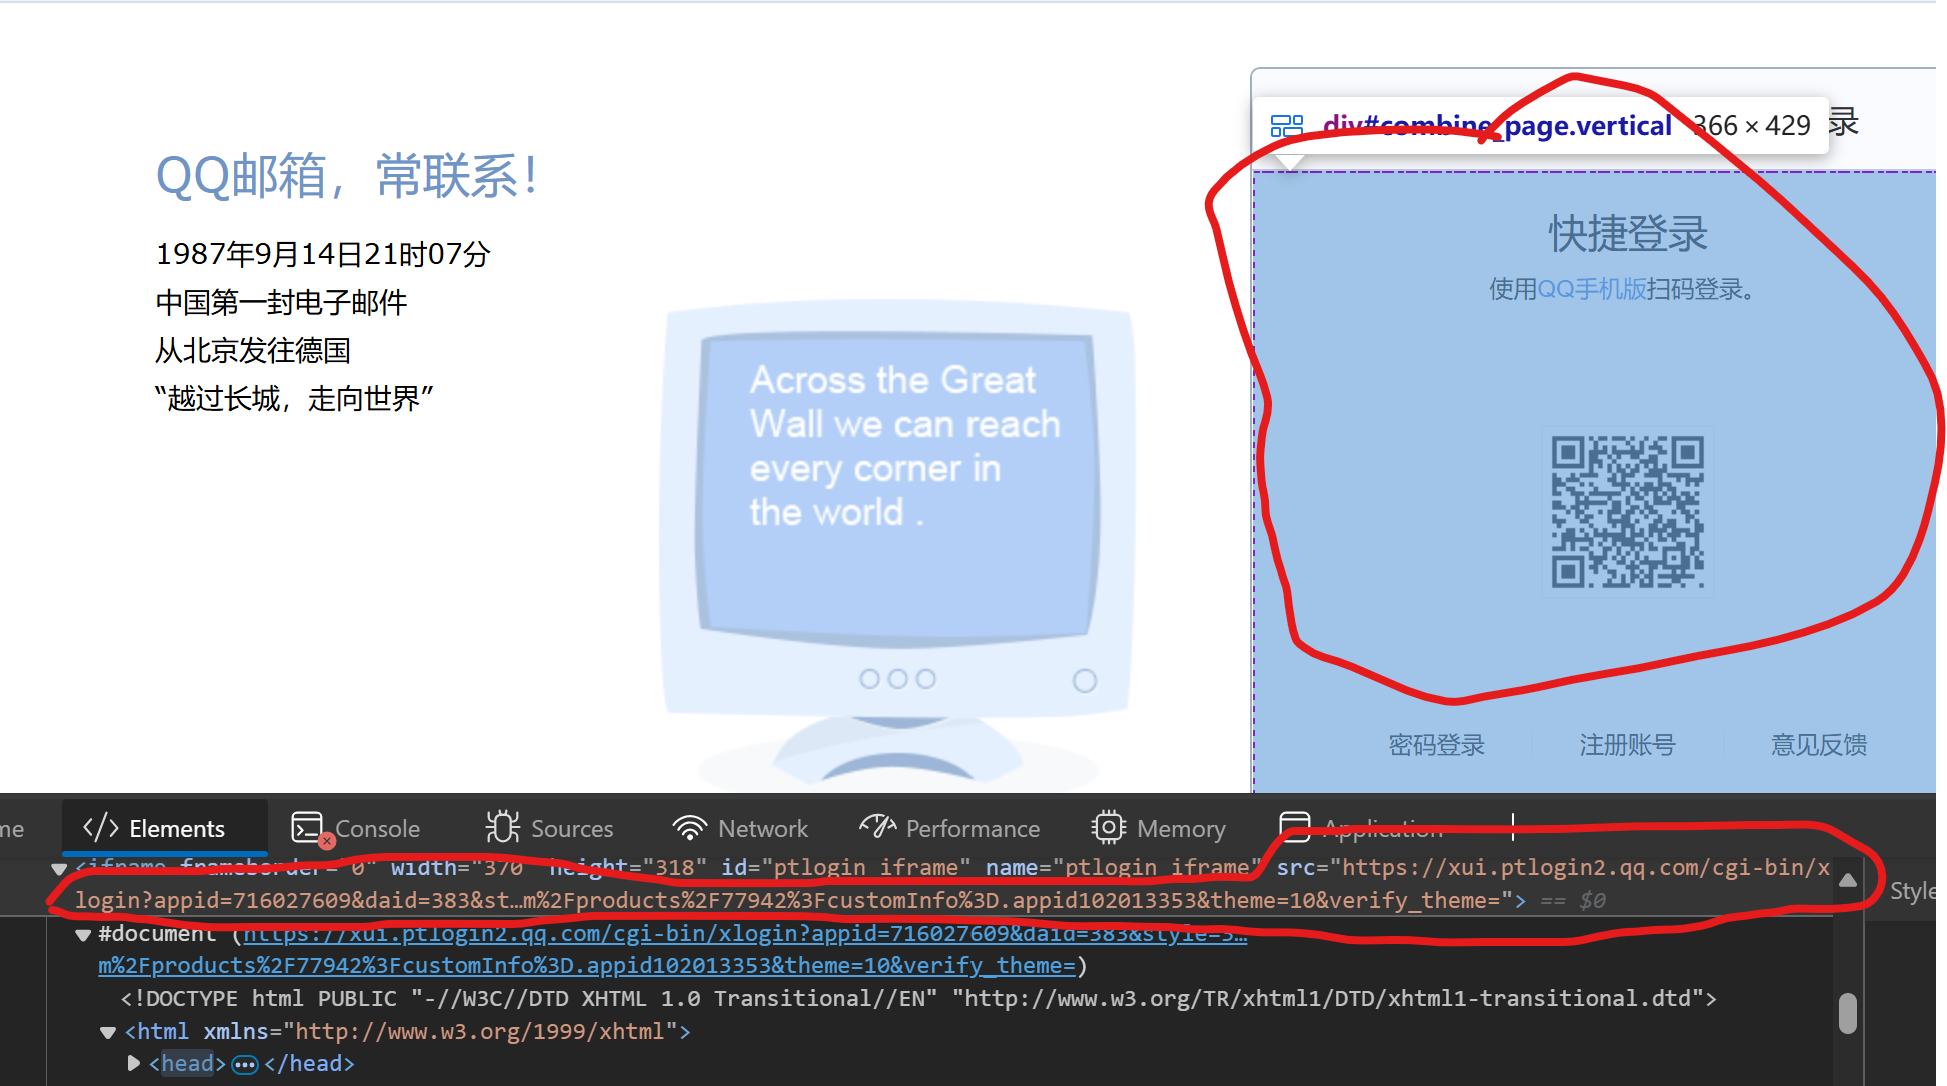 录
div#combine_page.vertical 366 × 429
QQ邮箱，常联系！
1987年9月14日21时07分
中国第一封电子邮件
从北京发往德国
“越过长城，走向世界”
Across the Great
Wall we can reach
every corner in
the world .
快捷登录
使用QQ手机版扫码登录。
密码登录 注册账号 意见反馈
me Elements Console Sources Network Performance Memory Application
<iframe frameborder="0" width="370" height="318" id="ptlogin_iframe" name="ptlogin_iframe" src="https://xui.ptlogin2.qq.com/cgi-bin/x
login?appid=716027609&daid=383&st…m%2Fproducts%2F77942%3FcustomInfo%3D.appid102013353&theme=10&verify_theme="> == $0
Style
#document (https://xui.ptlogin2.qq.com/cgi-bin/xlogin?appid=716027609&daid=383&style=3…
m%2Fproducts%2F77942%3FcustomInfo%3D.appid102013353&theme=10&verify_theme=)
<!DOCTYPE html PUBLIC "-//W3C//DTD XHTML 1.0 Transitional//EN" "http://www.w3.org/TR/xhtml1/DTD/xhtml1-transitional.dtd">
<html xmlns="http://www.w3.org/1999/xhtml">
<head>…</head>